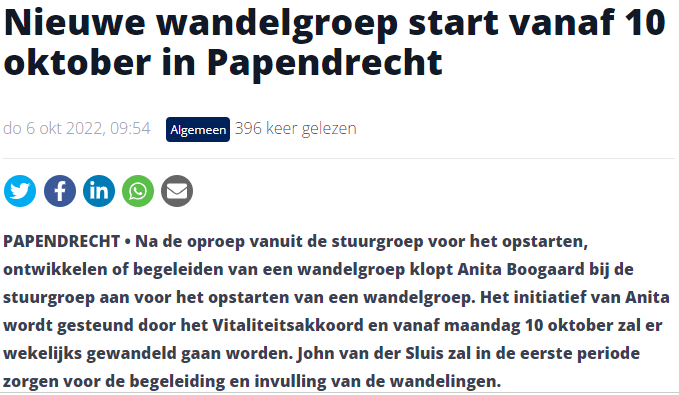 Nieuwe wandelgroep start vanaf 10
oktober in Papendrecht
do 6 okt 2022, 09:54 Algemeen 396 keer gelezen
PAPENDRECHT • Na de oproep vanuit de stuurgroep voor het opstarten,
ontwikkelen of begeleiden van een wandelgroep klopt Anita Boogaard bij de
stuurgroep aan voor het opstarten van een wandelgroep. Het initiatief van Anita
wordt gesteund door het Vitaliteitsakkoord en vanaf maandag 10 oktober zal er
wekelijks gewandeld gaan worden. John van der Sluis zal in de eerste periode
zorgen voor de begeleiding en invulling van de wandelingen.